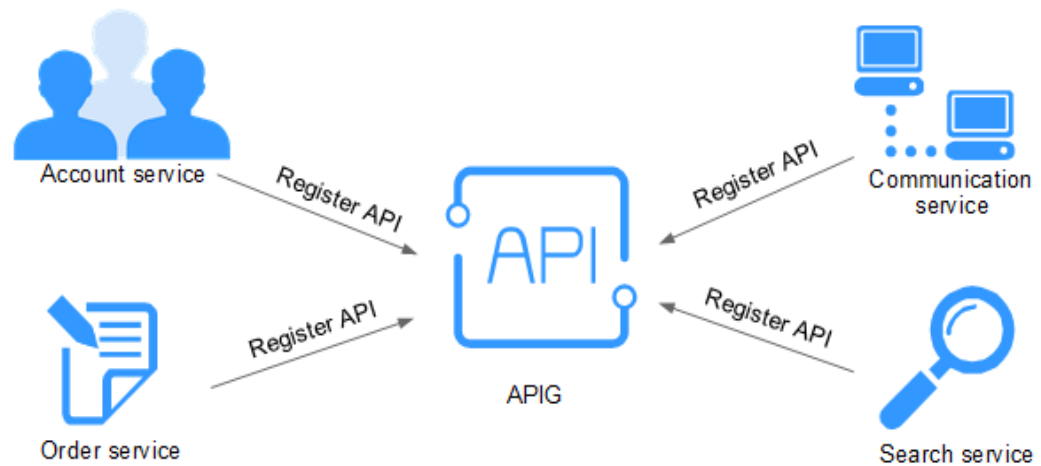 Account service
Register API
Register API
Communication
service
API
Register API
Register API
APIG
Order service
Search service